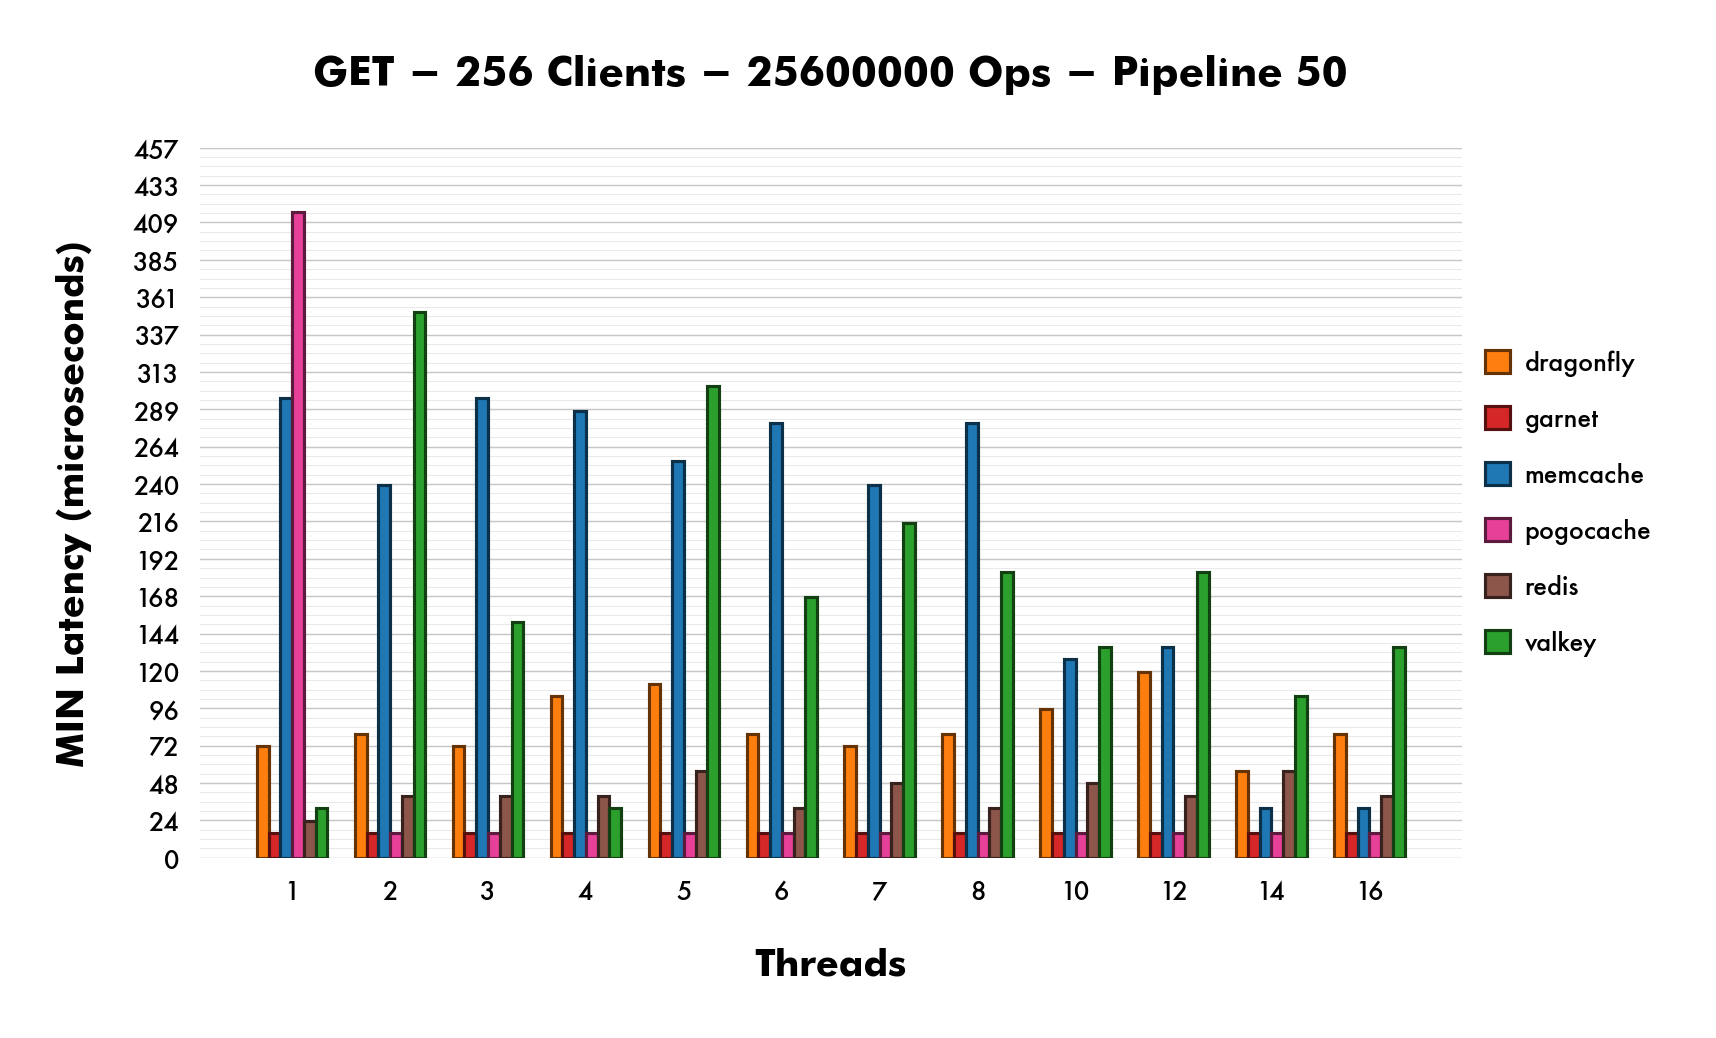 GET – 256 Clients – 25600000 Ops – Pipeline 50
MIN Latency (microseconds)
457
433
409
385
361
337
313
289
264
240
216
192
168
144
120
96
72
48
24
0
1 2 3 4 5 6 7 8 10 12 14 16
Threads
dragonfly
garnet
memcache
pogocache
redis
valkey